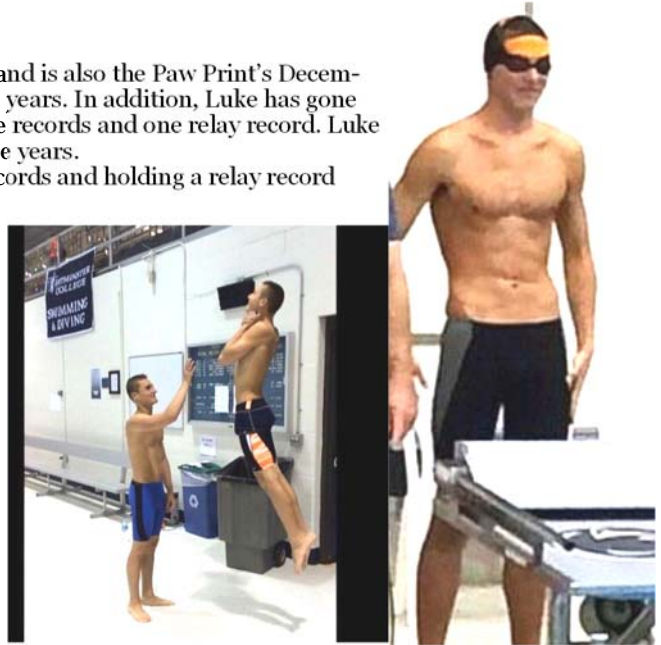 and is also the Paw Print's Decem-
years. In addition, Luke has gone
records and one relay record. Luke
years.
cords and holding a relay record
WESTMINSTER
COLLEGE
SWIMMING
& DIVING